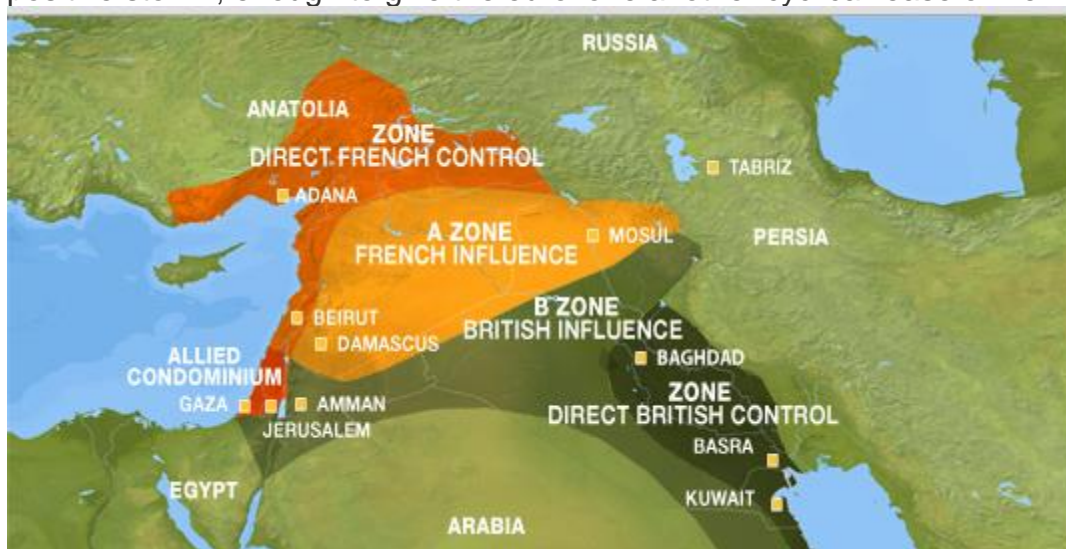 RUSSIA
ANATOLIA
ZONE
DIRECT FRENCH CONTROL
TABRIZ
ADANA
A ZONE
FRENCH INFLUENCE
MOSUL
PERSIA
B ZONE
BRITISH INFLUENCE
BEIRUT
DAMASCUS
BAGHDAD
ALLIED
CONDOMINIUM
ZONE
DIRECT BRITISH CONTROL
GAZA
AMMAN
JERUSALEM
BASRA
EGYPT
KUWAIT
ARABIA